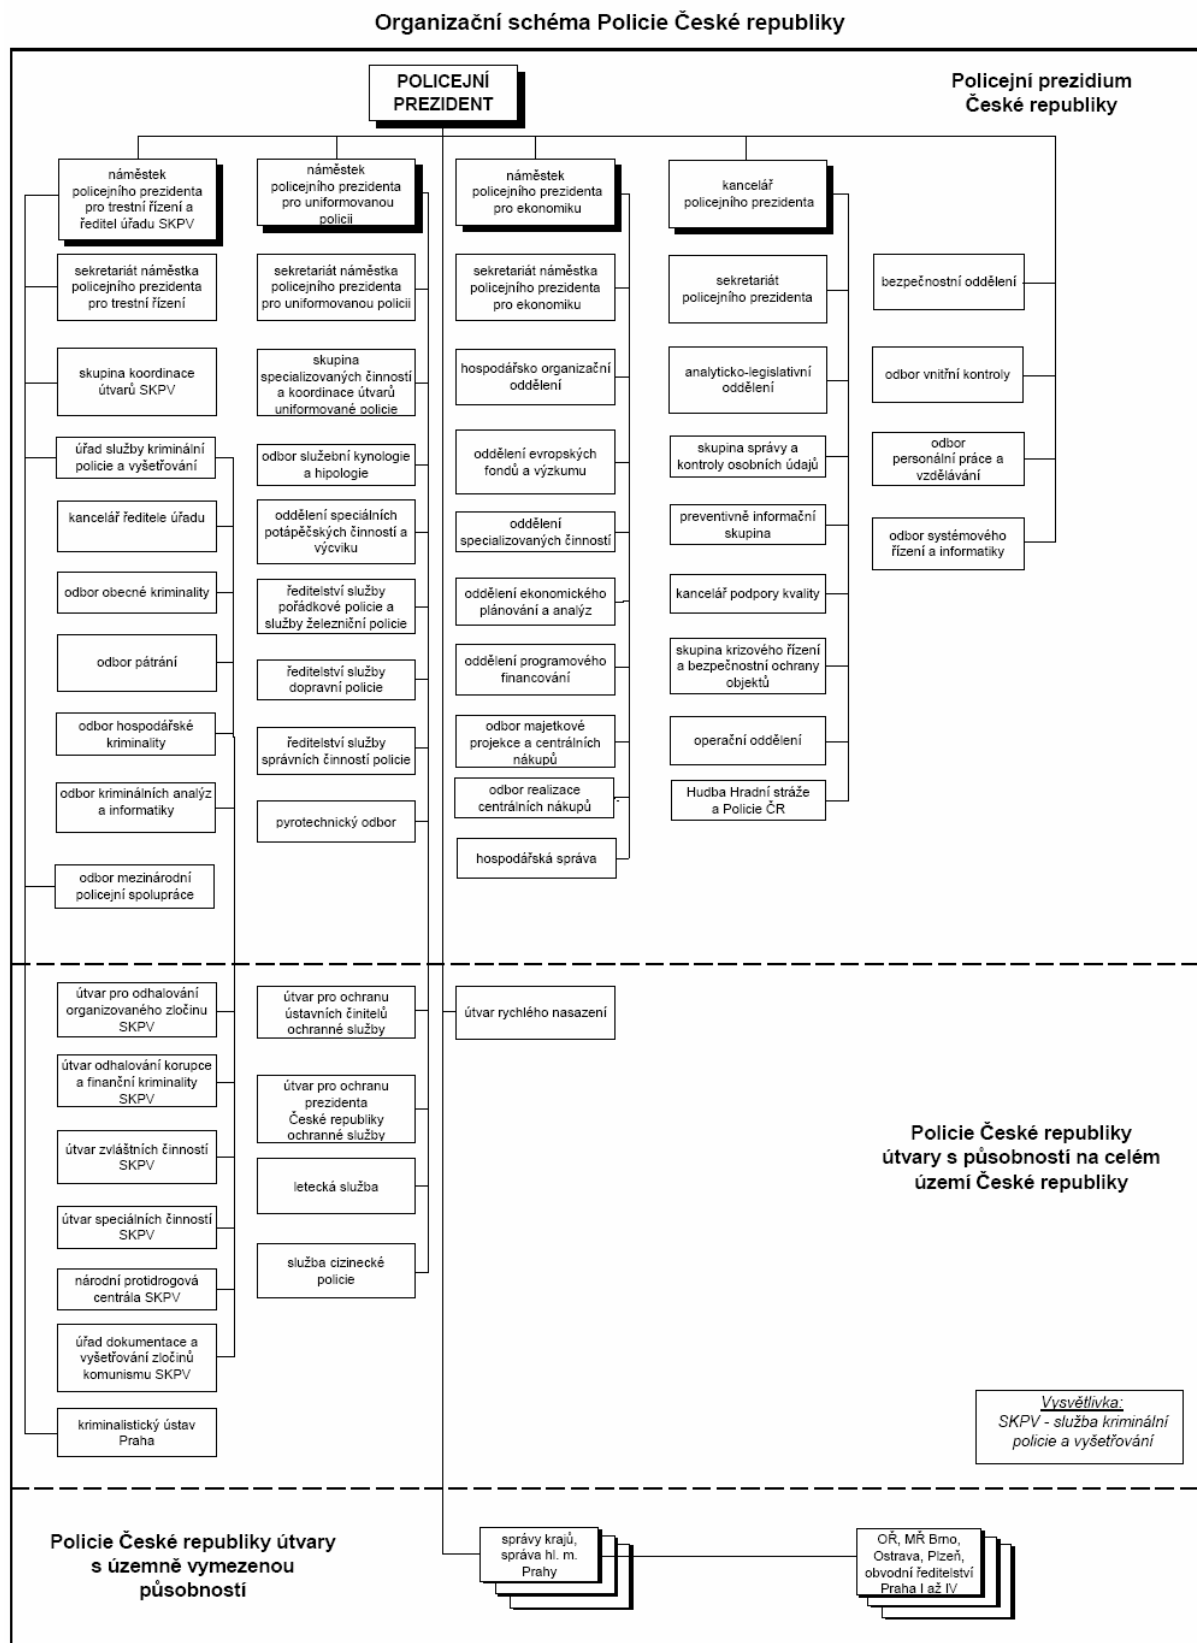 Organizační schéma Policie České republiky
POLICEJNÍ
PREZIDENT
Policejní prezidium
České republiky
náměstek
policejního prezidenta
pro trestní řízení a
ředitel úřadu SKPV
sekretariát náměstka
policejního prezidenta
pro trestní řízení
skupina koordinace
útvarů SKPV
úřad služby kriminální
policie a vyšetřování
kancelář ředitele úřadu
odbor obecné kriminality
odbor pátrání
odbor hospodářské
kriminality
odbor kriminálních analýz
a informatiky
odbor mezinárodní
policejní spolupráce
náměstek
policejního prezidenta
pro uniformovanou
policii
sekretariát náměstka
policejního prezidenta
pro uniformovanou policii
skupina
specializovaných činností
a koordinace útvarů
uniformované policie
odbor služební kynologie
a hipologie
oddělení speciálních
potápěčských činností a
výcviku
ředitelství služby
pořádkové policie a
služby železniční policie
ředitelství služby
dopravní policie
ředitelství služby
správních činností policie
pyrotechnický odbor
náměstek
policejního prezidenta
pro ekonomiku
sekretariát náměstka
policejního prezidenta
pro ekonomiku
hospodářsko organizační
oddělení
oddělení evropských
fondů a výzkumu
oddělení
specializovaných činností
oddělení ekonomického
plánování a analýz
oddělení programového
financování
odbor majetkové
projekce a centrálních
nákupů
odbor realizace
centrálních nákupů
hospodářská správa
kancelář
policejního prezidenta
sekretariát
policejního prezidenta
analyticko-legislativní
oddělení
skupina správy a
kontroly osobních údajů
preventivně informační
skupina
kancelář podpory kvality
skupina krizového řízení
a bezpečnostní ochrany
objektů
operační oddělení
Hudba Hradní stráže
a Policie ČR
bezpečnostní oddělení
odbor vnitřní kontroly
odbor
personální práce a
vzdělávání
odbor systémového
řízení a informatiky
útvar pro odhalování
organizovaného zločinu
SKPV
útvar odhalování korupce
a finanční kriminality
SKPV
útvar zvláštních činností
SKPV
útvar speciálních činností
SKPV
národní protidrogová
centrála SKPV
úřad dokumentace a
vyšetřování zločinů
komunismu SKPV
kriminalistický ústav
Praha
útvar pro ochranu
ústavních činitelů
ochranné služby
útvar pro ochranu
prezidenta
České republiky
ochranné služby
letecká služba
služba cizinecké
policie
útvar rychlého nasazení
Policie České republiky
útvary s působností na celém
území České republiky
Vysvětlivka:
SKPV - služba kriminální
policie a vyšetřování
Policie České republiky útvary
s územně vymezenou
působností
správy krajů,
správa hl. m.
Prahy
OŘ, MŘ Brno,
Ostrava, Plzeň,
obvodní ředitelství
Praha I až IV